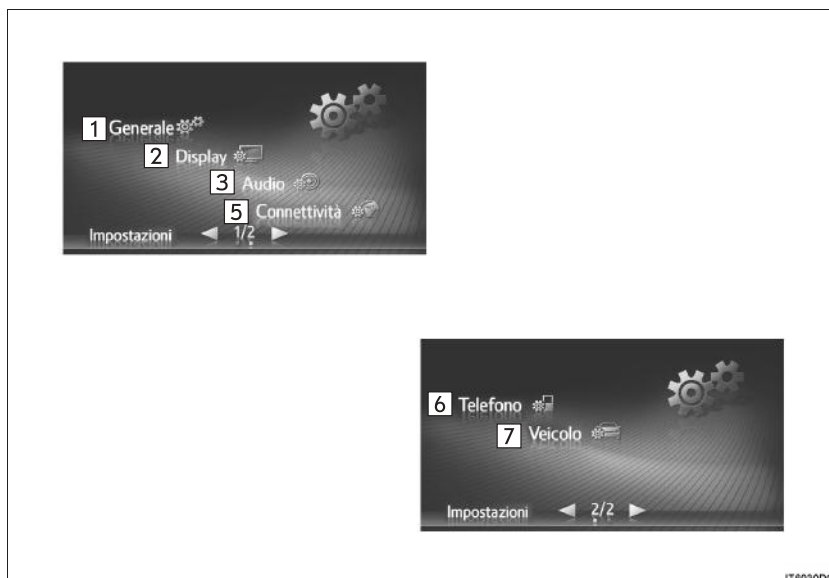 1 Generale
2 Display
3 Audio
5 Connettività
Impostazioni 1/2
6 Telefono
7 Veicolo
Impostazioni 2/2